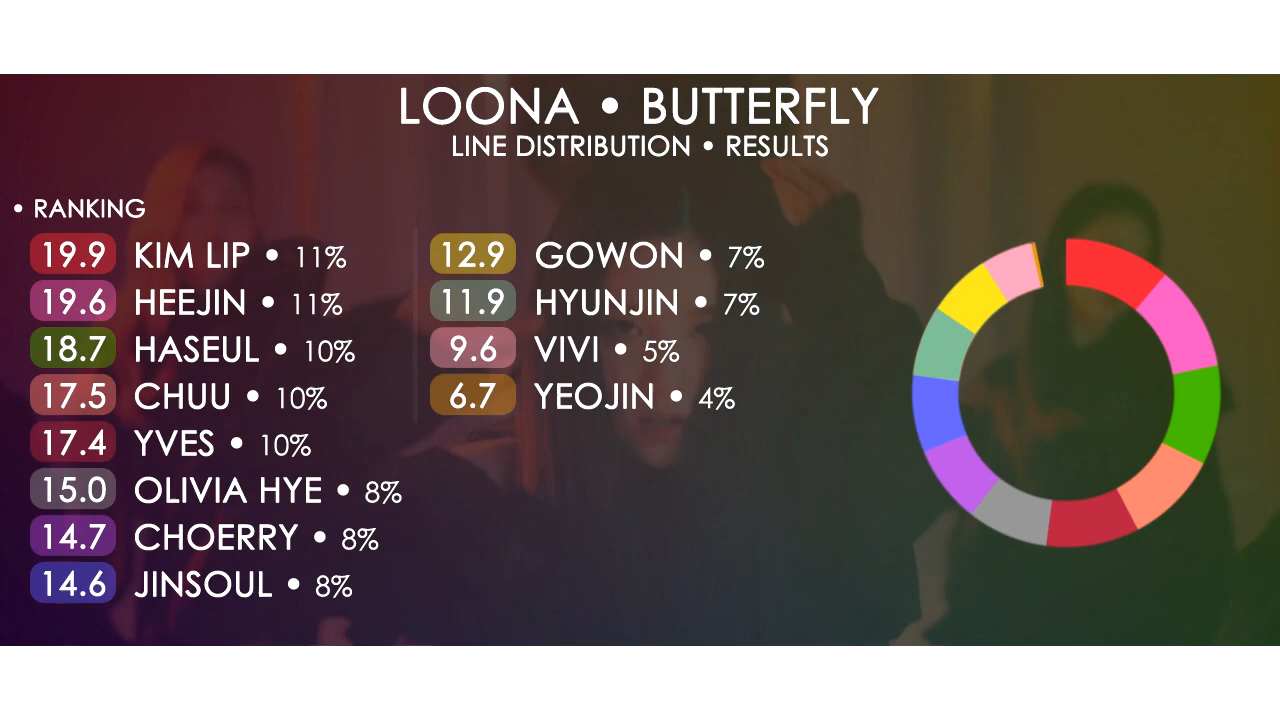 LOONA • BUTTERFLY
LINE DISTRIBUTION • RESULTS
• RANKING
19.9 KIM LIP • 11%
19.6 HEEJIN • 11%
18.7 HASEUL • 10%
17.5 CHUU • 10%
17.4 YVES • 10%
15.0 OLIVIA HYE • 8%
14.7 CHOERRY • 8%
14.6 JINSOUL • 8%
12.9 GOWON • 7%
11.9 HYUNJIN • 7%
9.6 VIVI • 5%
6.7 YEOJIN • 4%